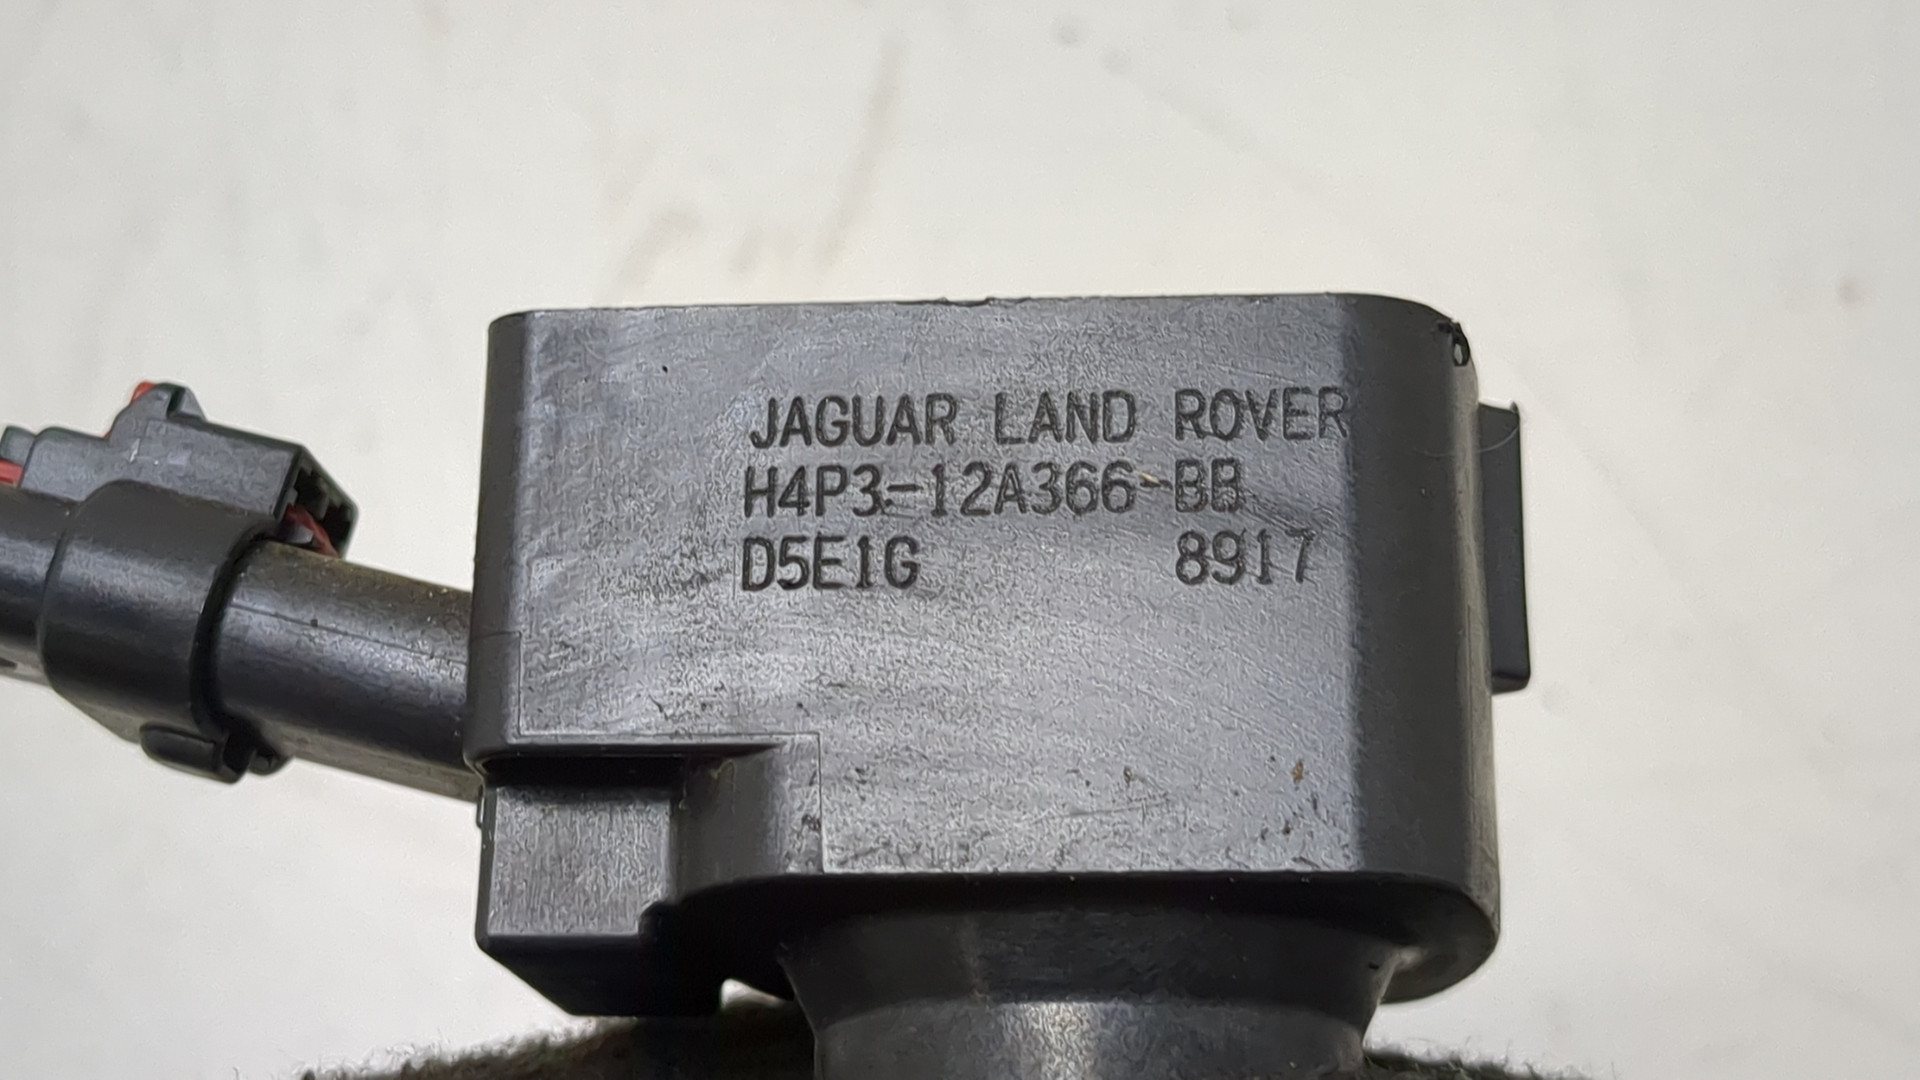 JAGUAR LAND ROVER
H4P3-12A366-BB
D5E1G 8917